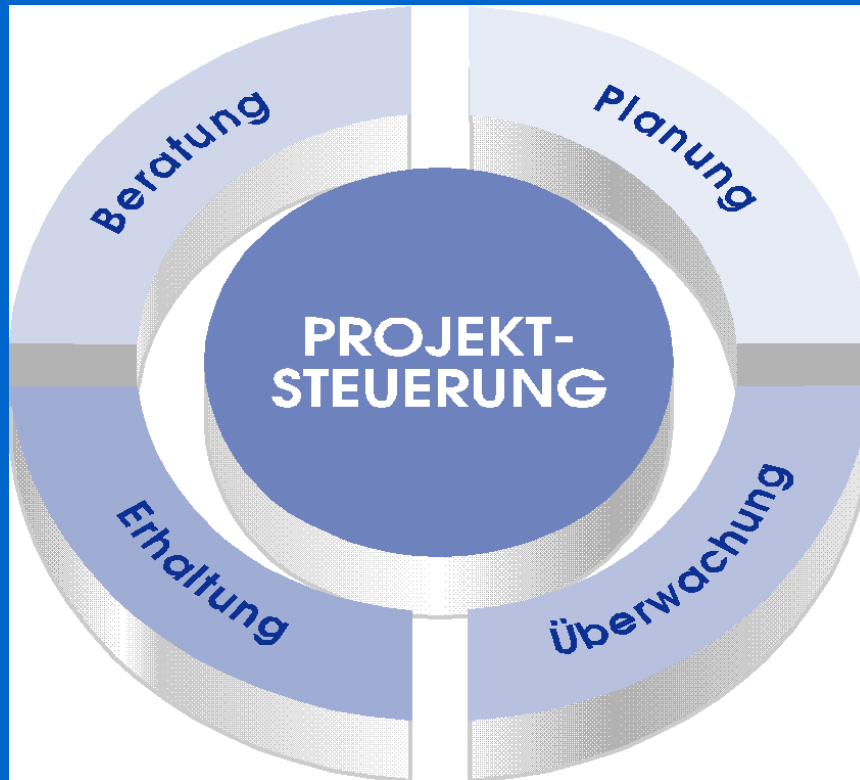 Beratung
Planung
PROJEKT-
STEUERUNG
Erhaltung
Überwachung